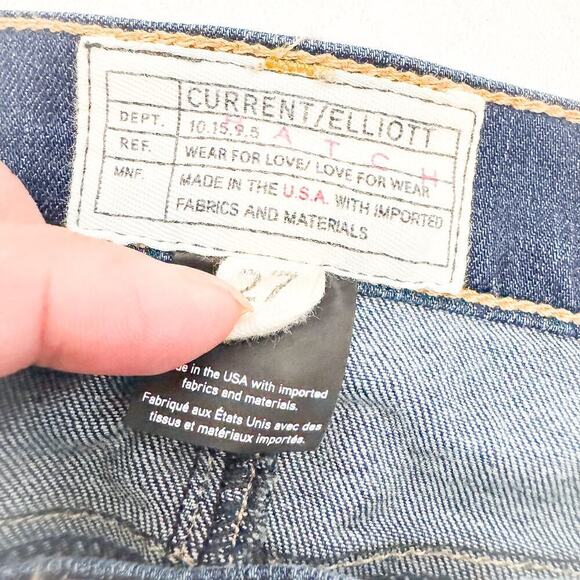 CURRENT/ELLIOTT
DEPT. 10.15.9.5
MATCH
REF. WEAR FOR LOVE/ LOVE FOR WEAR
MNF. MADE IN THE U.S.A. WITH IMPORTED
FABRICS AND MATERIALS
27
in the USA with imported
fabrics and materials.
Fabriqué aux États Unis avec des
tissus et matériaux importés.